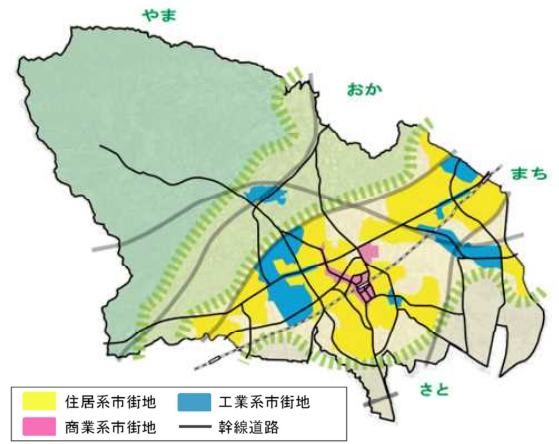 やま
おか
まち
さと
住居系市街地 工業系市街地
商業系市街地 幹線道路